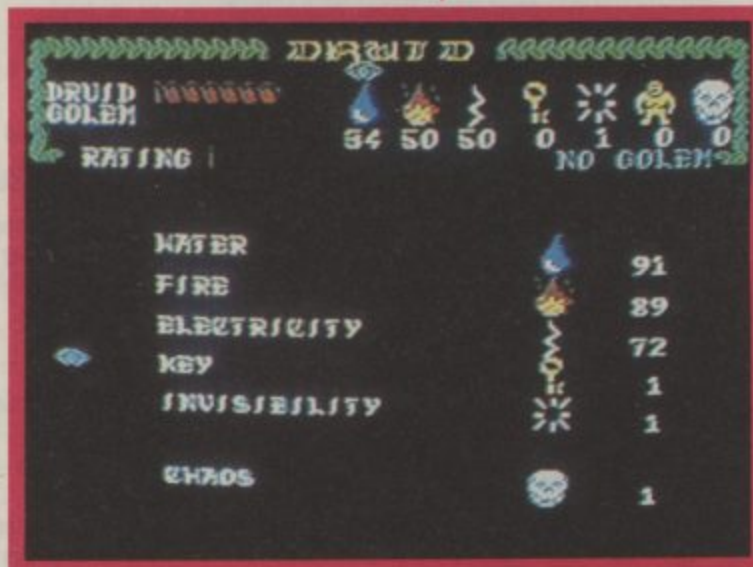 DRUID
DRUID
GOLEM
54 50 50 0 1 0 0
RATING
NO GOLEM
WATER 91
FIRE 89
ELECTRICITY 72
KEY 1
INVISIBILITY 1
CHAOS 1